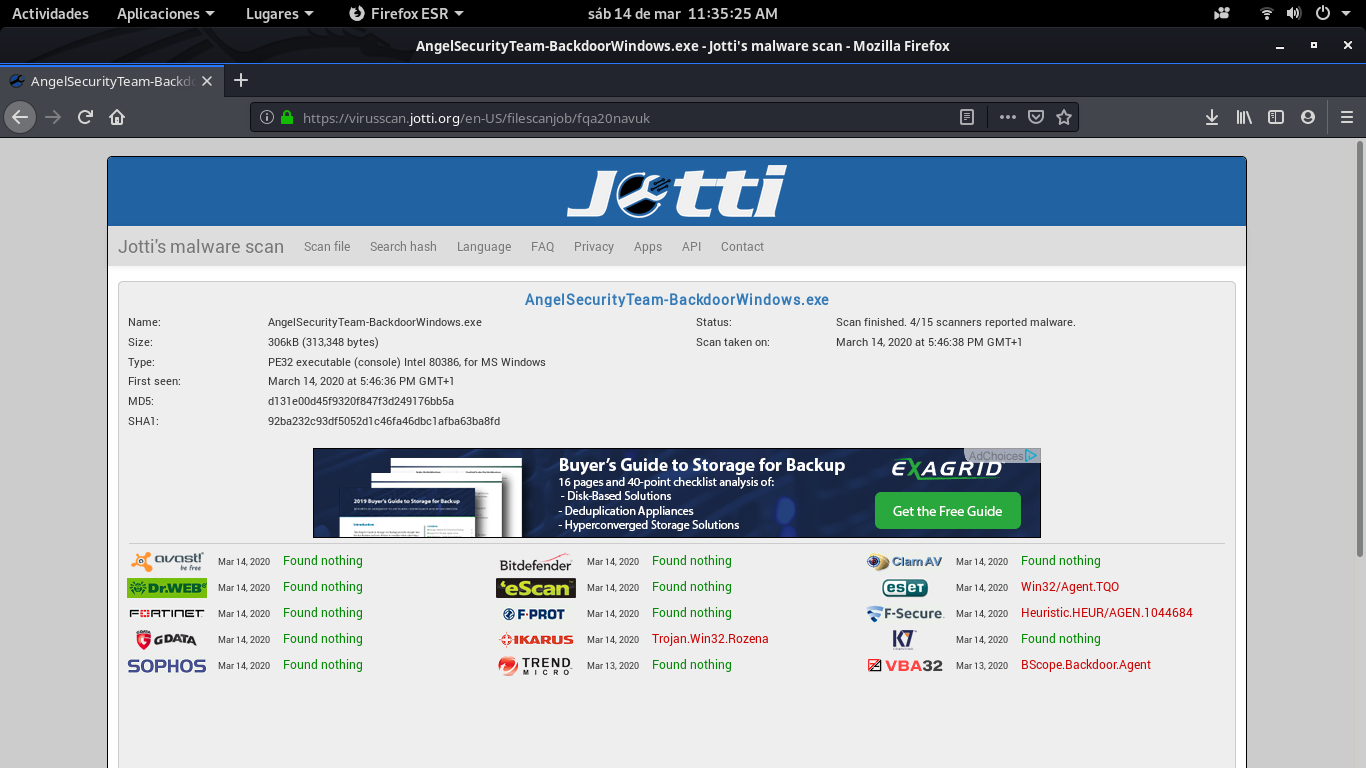 Actividades Aplicaciones Lugares Firefox ESR sáb 14 de mar 11:35:25 AM
AngelSecurityTeam-BackdoorWindows.exe - Jotti's malware scan - Mozilla Firefox
AngelSecurityTeam-Backdo
https://virusscan.jotti.org/en-US/filescanjob/fqa20navuk
Jotti
Jotti's malware scan Scan file Search hash Language FAQ Privacy Apps API Contact
AngelSecurityTeam-BackdoorWindows.exe
Name: AngelSecurityTeam-BackdoorWindows.exe Status: Scan finished. 4/15 scanners reported malware.
Size: 306kB (313,348 bytes) Scan taken on: March 14, 2020 at 5:46:38 PM GMT+1
Type: PE32 executable (console) Intel 80386, for MS Windows
First seen: March 14, 2020 at 5:46:36 PM GMT+1
MD5: d131e00d45f9320f847f3d249176bb5a
SHA1: 92ba232c93df5052d1c46fa46dbc1afba63ba8fd
AdChoices
2019 Buyer's Guide to Storage for Backup
Introduction
Buyer's Guide to Storage for Backup
16 pages and 40-point checklist analysis of:
- Disk-Based Solutions
- Deduplication Appliances
- Hyperconverged Storage Solutions
EXAGRID
Get the Free Guide
avast! be free Mar 14, 2020 Found nothing Bitdefender Mar 14, 2020 Found nothing Clam AV Mar 14, 2020 Found nothing
Dr.WEB Mar 14, 2020 Found nothing eScan Mar 14, 2020 Found nothing eSeT Mar 14, 2020 Win32/Agent.TQO
FORTINET Mar 14, 2020 Found nothing F-PROT Mar 14, 2020 Found nothing F-Secure. Mar 14, 2020 Heuristic.HEUR/AGEN.1044684
G DATA Mar 14, 2020 Found nothing IKARUS Mar 14, 2020 Trojan.Win32.Rozena K7 Mar 14, 2020 Found nothing
SOPHOS Mar 14, 2020 Found nothing TREND MICRO Mar 13, 2020 Found nothing VBA32 Mar 13, 2020 BScope.Backdoor.Agent